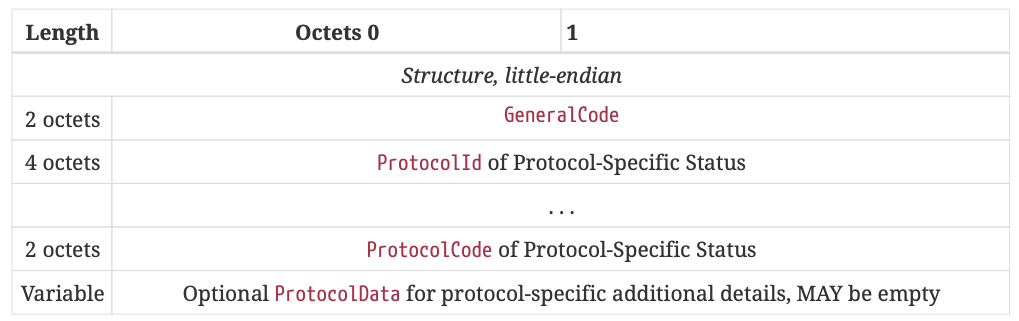 Length Octets 0 1
Structure, little-endian
2 octets GeneralCode
4 octets ProtocolId of Protocol-Specific Status
...
2 octets ProtocolCode of Protocol-Specific Status
Variable Optional ProtocolData for protocol-specific additional details, MAY be empty